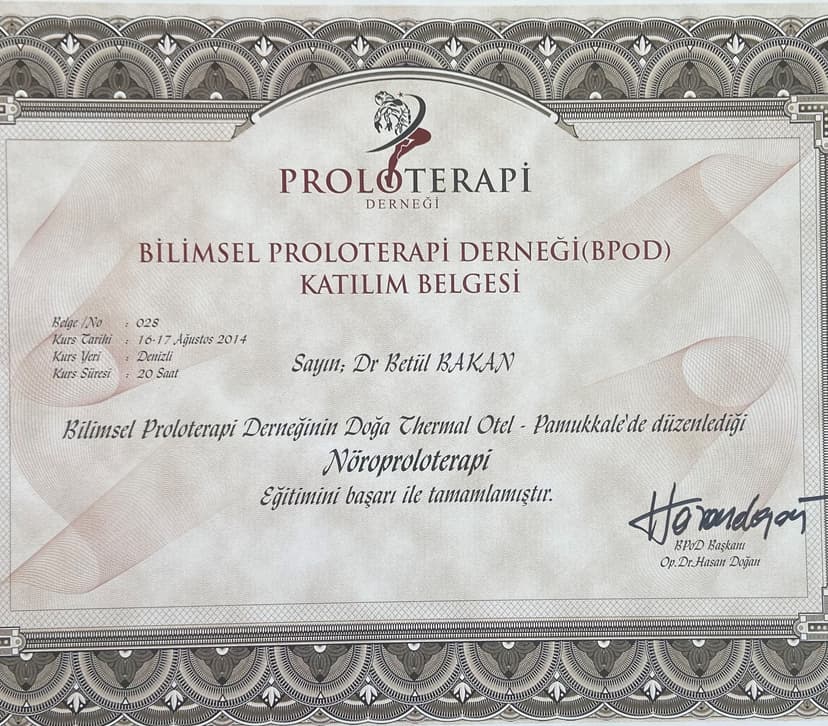 PROLOTERAPİ
DERNEĞİ
BİLİMSEL PROLOTERAPİ DERNEĞİ(BPoD)
KATILIM BELGESİ
Belge /No : 028
Kurs Tarihi : 16-17 Ağustos 2014
Kurs Yeri : Denizli
Kurs Süresi : 20 Saat
Sayın; Dr Betül BAKAN
Bilimsel Proloterapi Derneğinin Doğa Thermal Otel - Pamukkale'de düzenlediği
Nöroproloterapi
Eğitimini başarı ile tamamlamıştır.
Hasandoğan
BPoD Başkanı
Op.Dr.Hasan Doğan